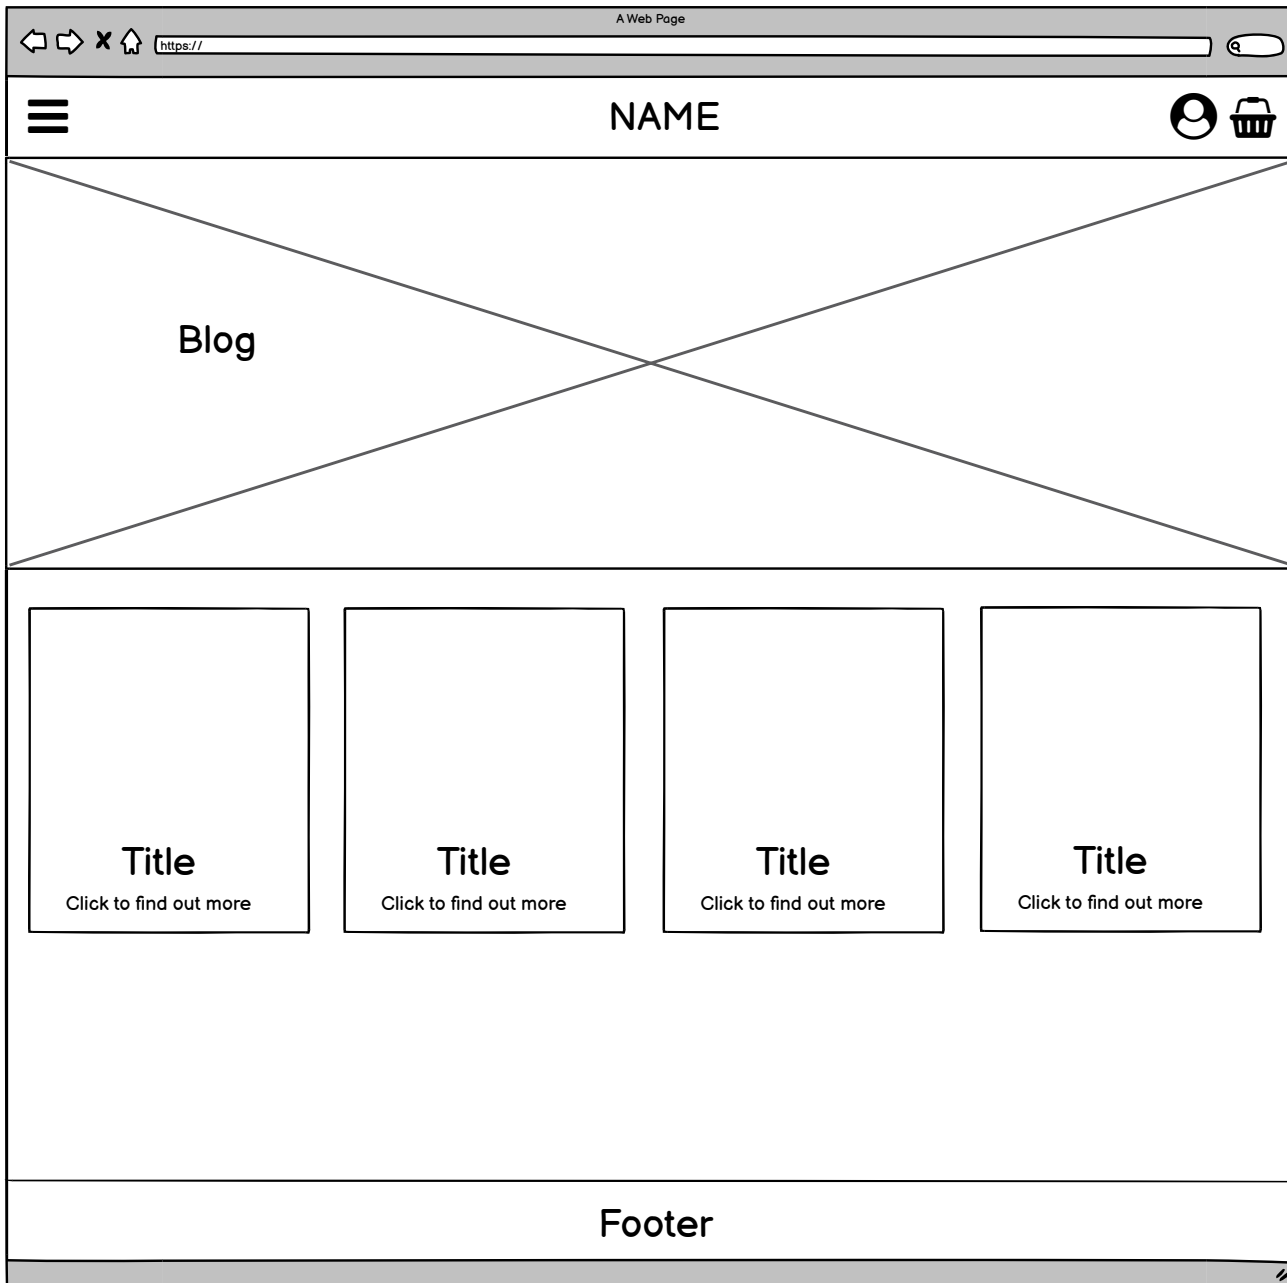 A Web Page
https://
NAME
Blog
Title
Click to find out more
Title
Click to find out more
Title
Click to find out more
Title
Click to find out more
Footer